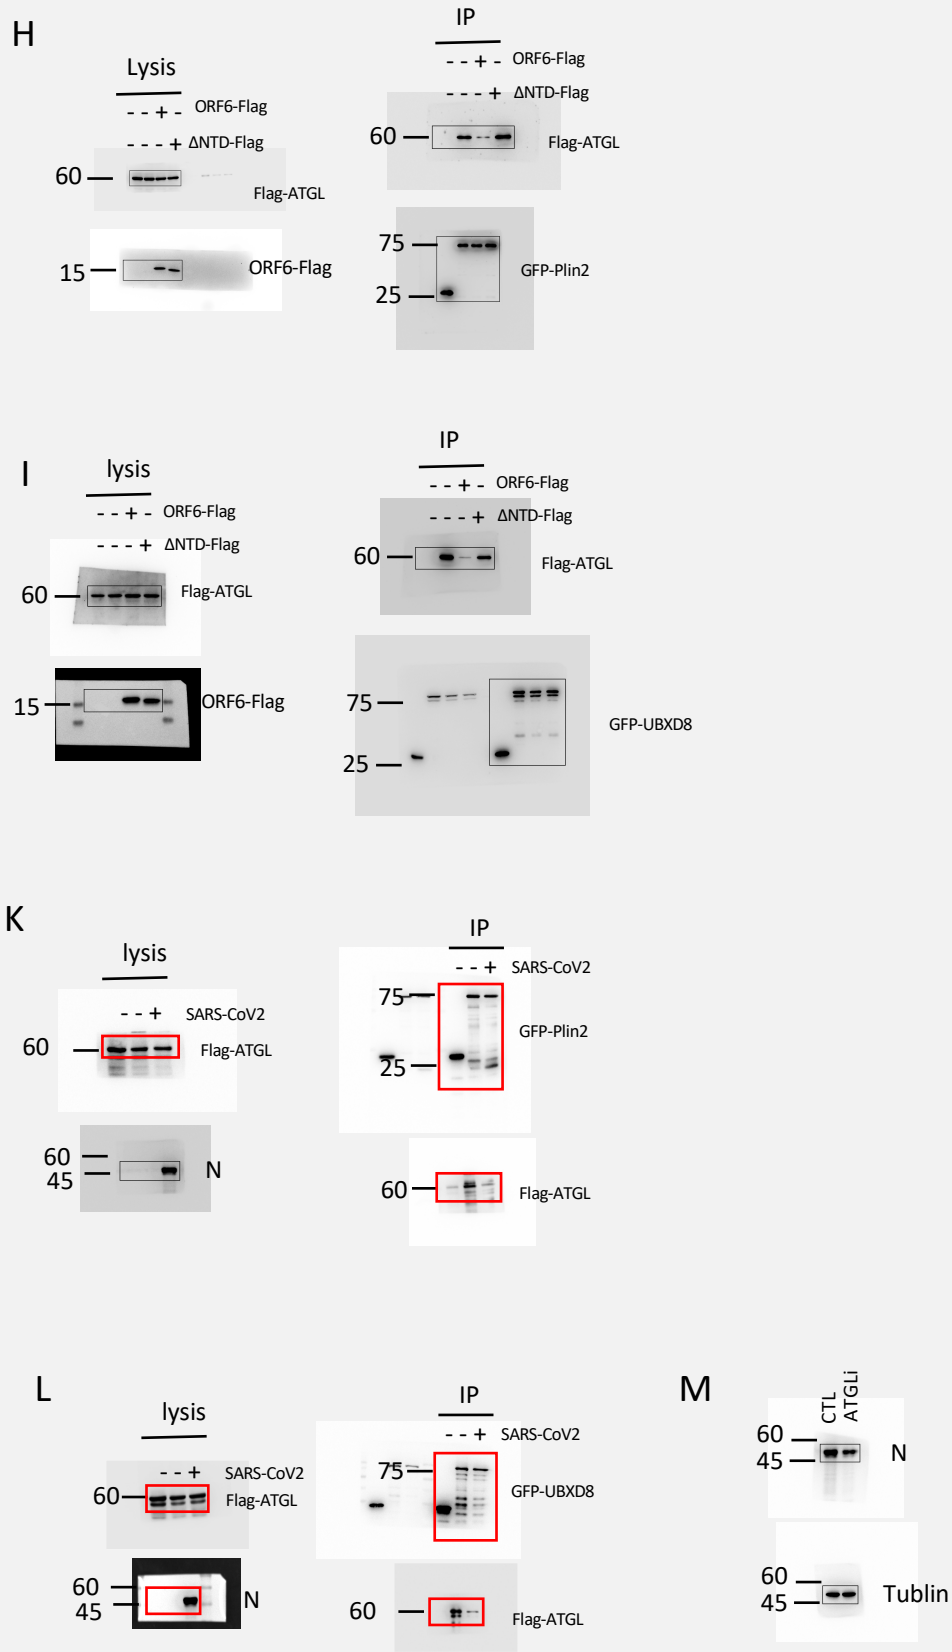 H
Lysis
- - + - ORF6-Flag
- - - + ΔNTD-Flag
60
Flag-ATGL
15
ORF6-Flag
IP
- - + - ORF6-Flag
- - - + ΔNTD-Flag
60
Flag-ATGL
75
GFP-Plin2
25
I
lysis
- - + - ORF6-Flag
- - - + ΔNTD-Flag
60
Flag-ATGL
15
ORF6-Flag
IP
- - + - ORF6-Flag
- - - + ΔNTD-Flag
60
Flag-ATGL
75
GFP-UBXD8
25
K
lysis
- - + SARS-CoV2
60
Flag-ATGL
60
45
N
IP
- - + SARS-CoV2
75
GFP-Plin2
25
60
Flag-ATGL
L
lysis
- - + SARS-CoV2
60
Flag-ATGL
60
45
N
IP
- - + SARS-CoV2
75
GFP-UBXD8
60
Flag-ATGL
M
CTL
ATGLi
60
45
N
60
45
Tublin